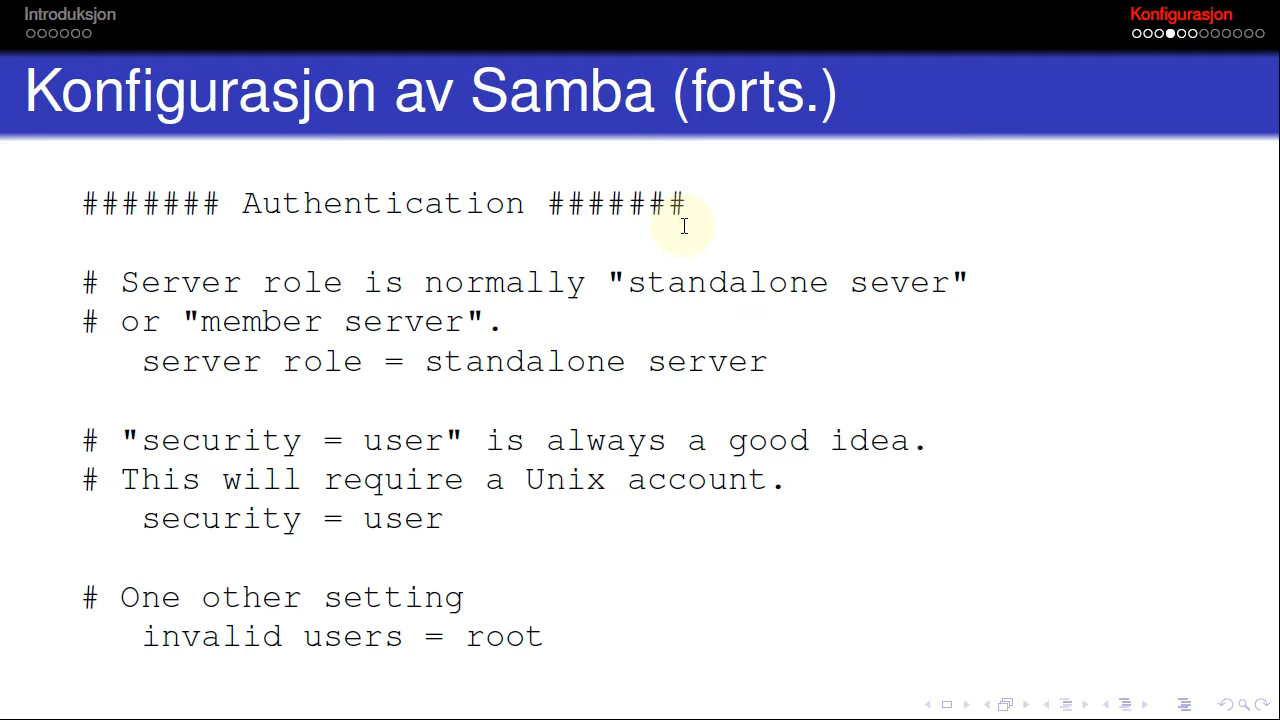 Introduksjon
Konfigurasjon
Konfigurasjon av Samba (forts.)
####### Authentication #######
# Server role is normally "standalone sever"
# or "member server".
server role = standalone server
# "security = user" is always a good idea.
# This will require a Unix account.
security = user
# One other setting
invalid users = root